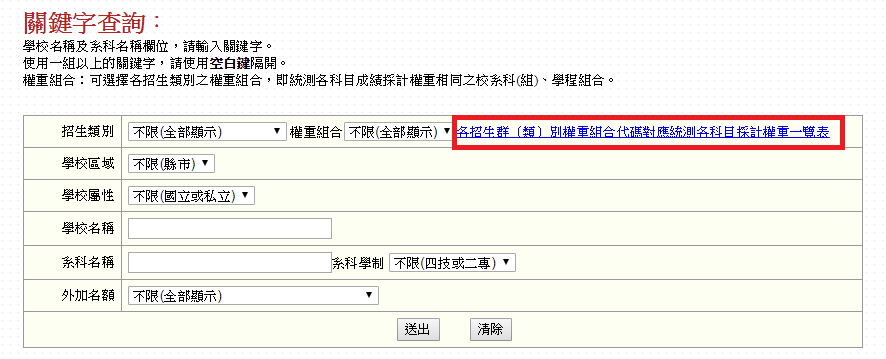 關鍵字查詢：
學校名稱及系科名稱欄位，請輸入關鍵字。
使用一組以上的關鍵字，請使用空白鍵隔開。
權重組合：可選擇各招生類別之權重組合，即統測各科目成績採計權重相同之校系科(組)、學程組合。
招生類別 不限(全部顯示) 權重組合 不限(全部顯示) 各招生群〔類〕別權重組合代碼對應統測各科目採計權重一覽表
學校區域 不限(縣市)
學校屬性 不限(國立或私立)
學校名稱
系科名稱 系科學制 不限(四技或二專)
外加名額 不限(全部顯示)
送出 清除